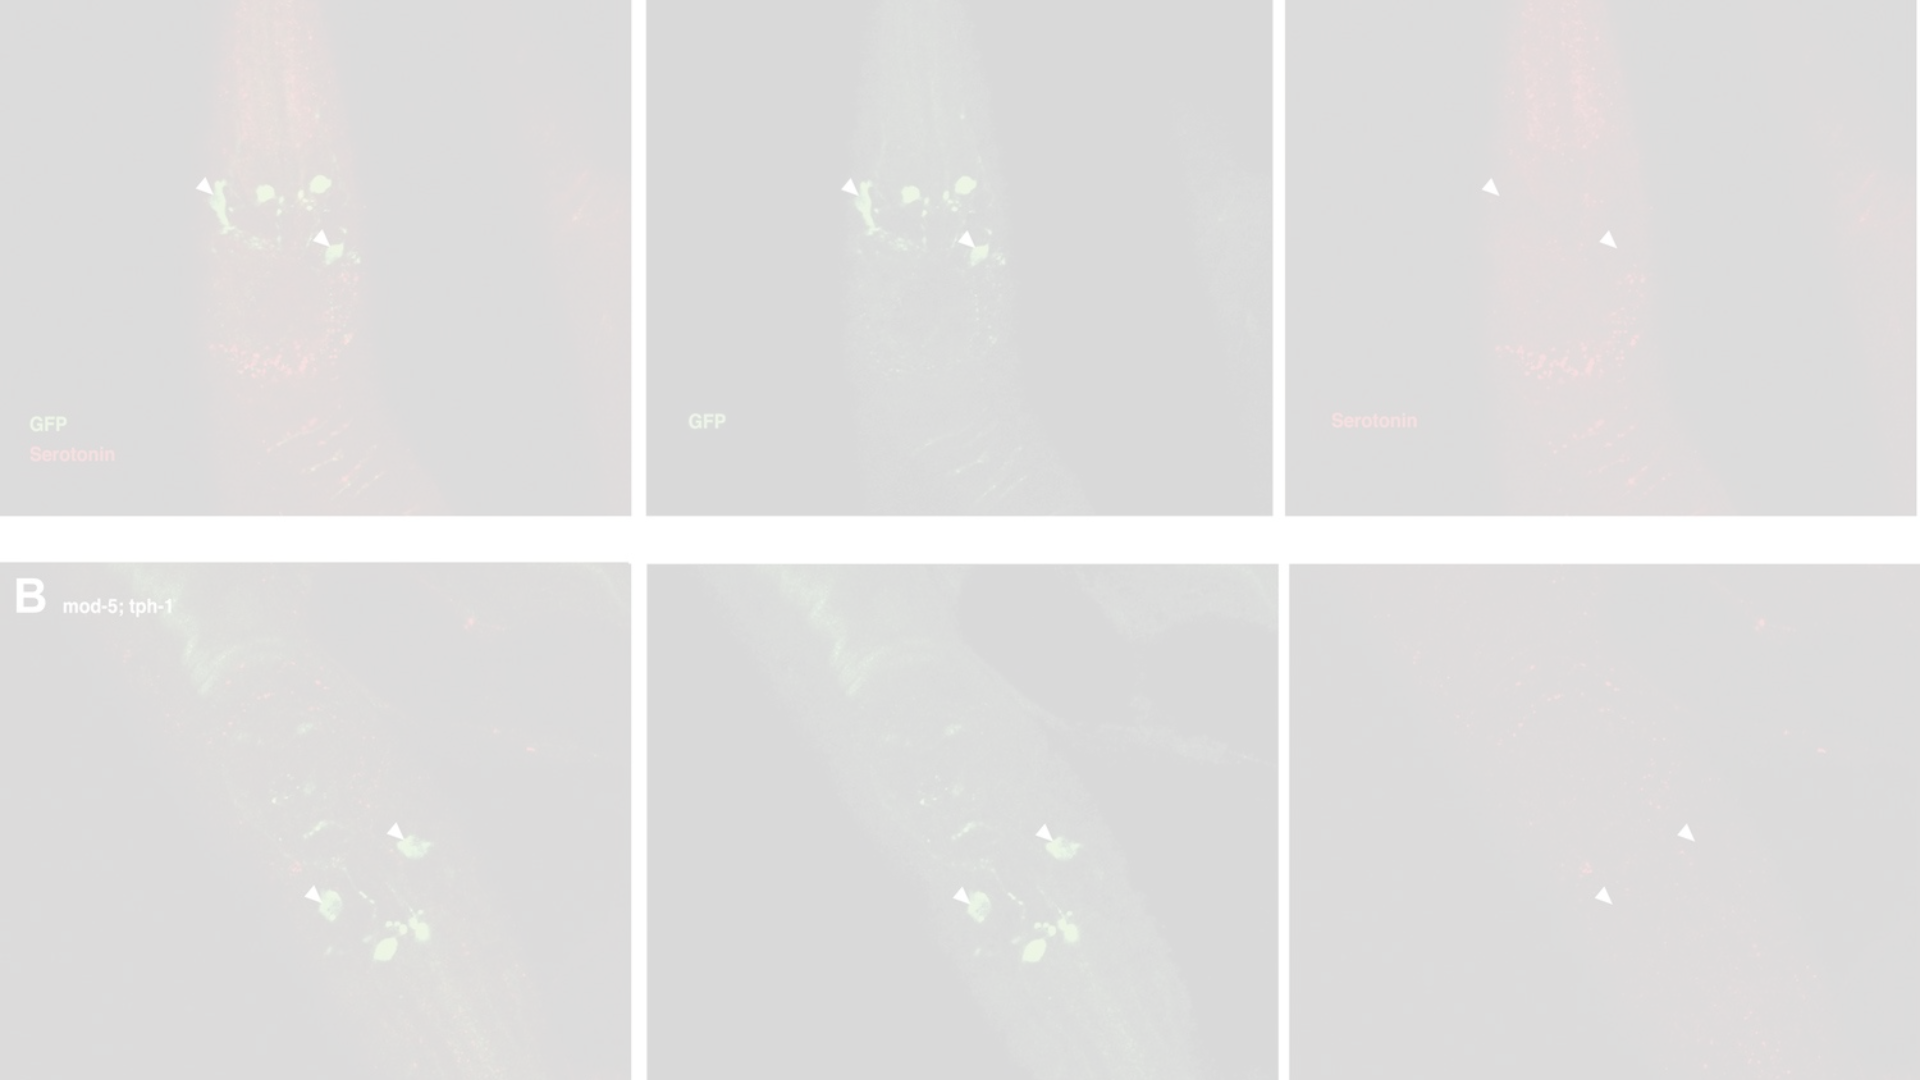 GFP
Serotonin
GFP
Serotonin
B mod-5; tph-1